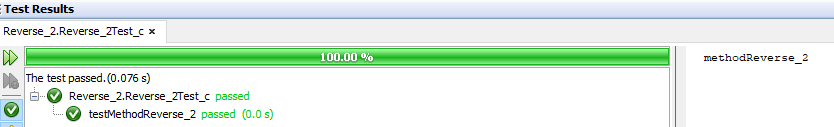 Test Results
Reverse_2.Reverse_2Test_c ×
100.00 %
methodReverse_2
The test passed.(0.076 s)
Reverse_2.Reverse_2Test_c passed
testMethodReverse_2 passed (0.0 s)